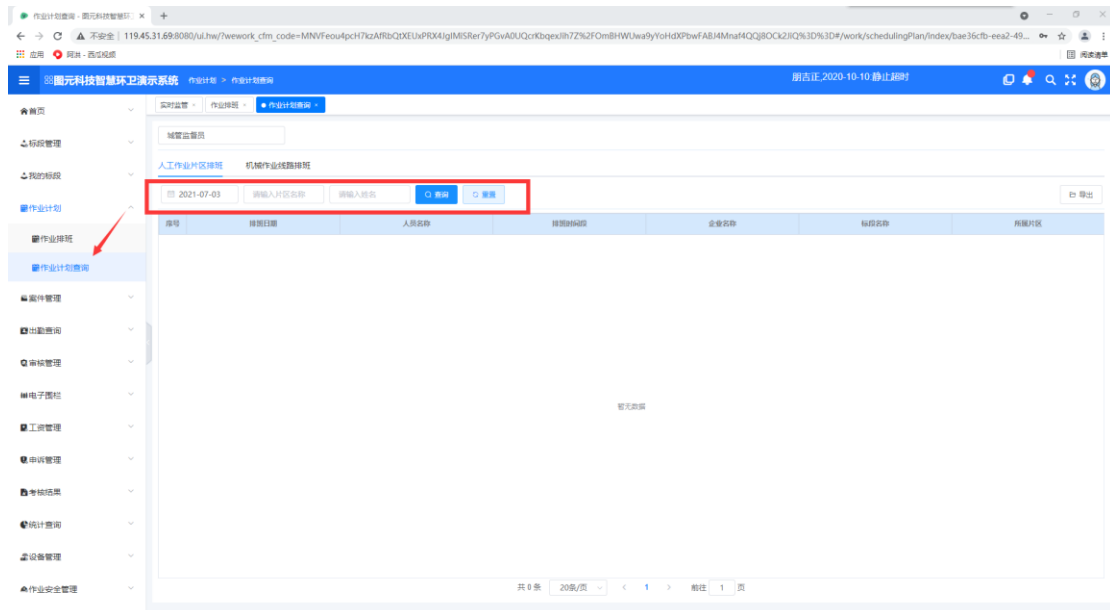 作业计划查询 - 圆元科技智慧环卫 ×
不安全 | 119.45.31.69:8080/ui.hw/?wework_cfm_code=MNVFeou4pcH7kzAfRbQtXEUxPRX4JgIMlSRer7yPGvA0UQcrKbqexJih7Z%2FOmBHWUwa9yYoHdXPbwFABJ4Mnaf4QQj8OCk2JIQ%3D%3D#/work/schedulingPlan/index/bae36cfb-eea2-49...
应用 阿洪 - 西瓜视频 阅读清单
图元科技智慧环卫演示系统 作业计划 > 作业计划查询 朋吉正,2020-10-10 静止超时
首页 实时监管 × 作业排班 × 作业计划查询 ×
标段管理 城管监督员
我的标段 人工作业片区排班 机械作业线路排班
作业计划 2021-07-03 请输入片区名称 请输入姓名 查询 重置 导出
作业排班 序号 排班日期 人员名称 排班时间段 企业名称 标段名称 所属片区
作业计划查询
案件管理
出勤查询
审核管理
电子围栏
暂无数据
工资管理
申诉管理
考核结果
统计查询
设备管理
作业安全管理 共 0 条 20条/页 < 1 > 前往 1 页